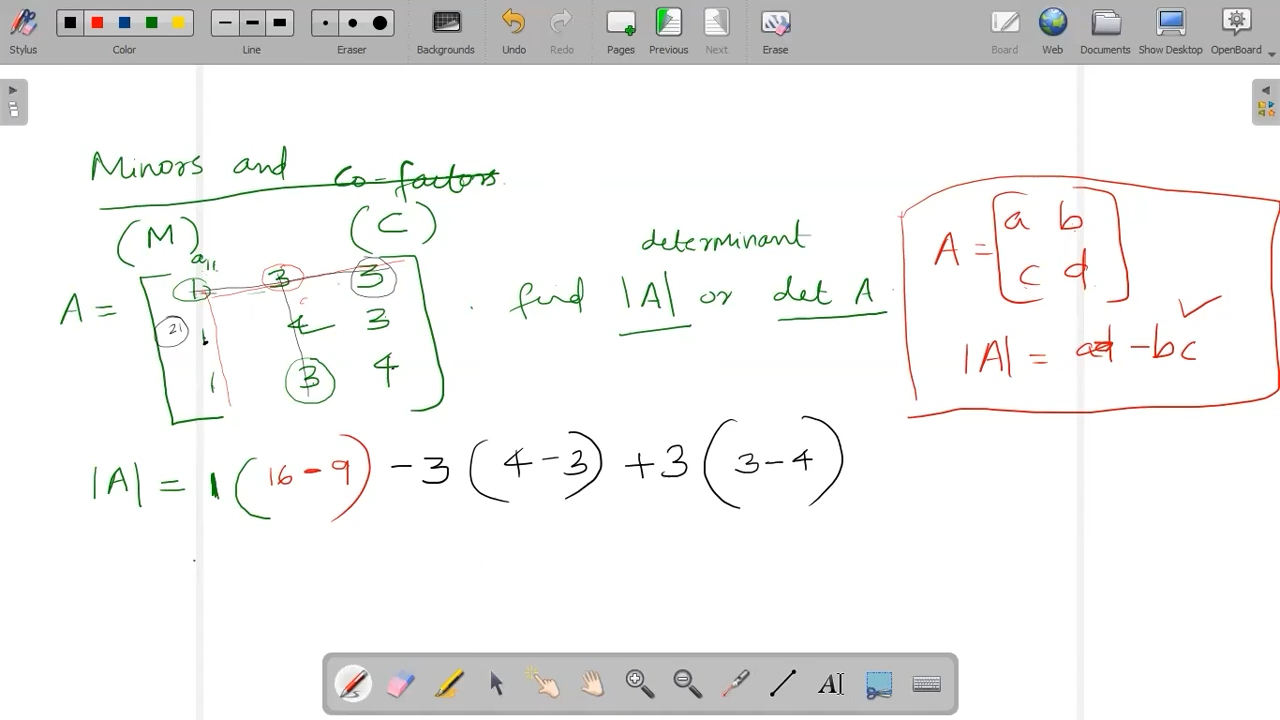 Stylus Color Line Eraser Backgrounds Undo Redo Pages Previous Next Erase Board Web Documents Show Desktop OpenBoard
Minors and co-factors
(M) (C)
determinant
a11
A = [ 1 3 3
21 1 4 3
1 3 4 ]
. find |A| or det A
A = [ a b
c d ]
|A| = ad - bc
|A| = 1 (16 - 9) - 3 (4 - 3) + 3 (3 - 4)